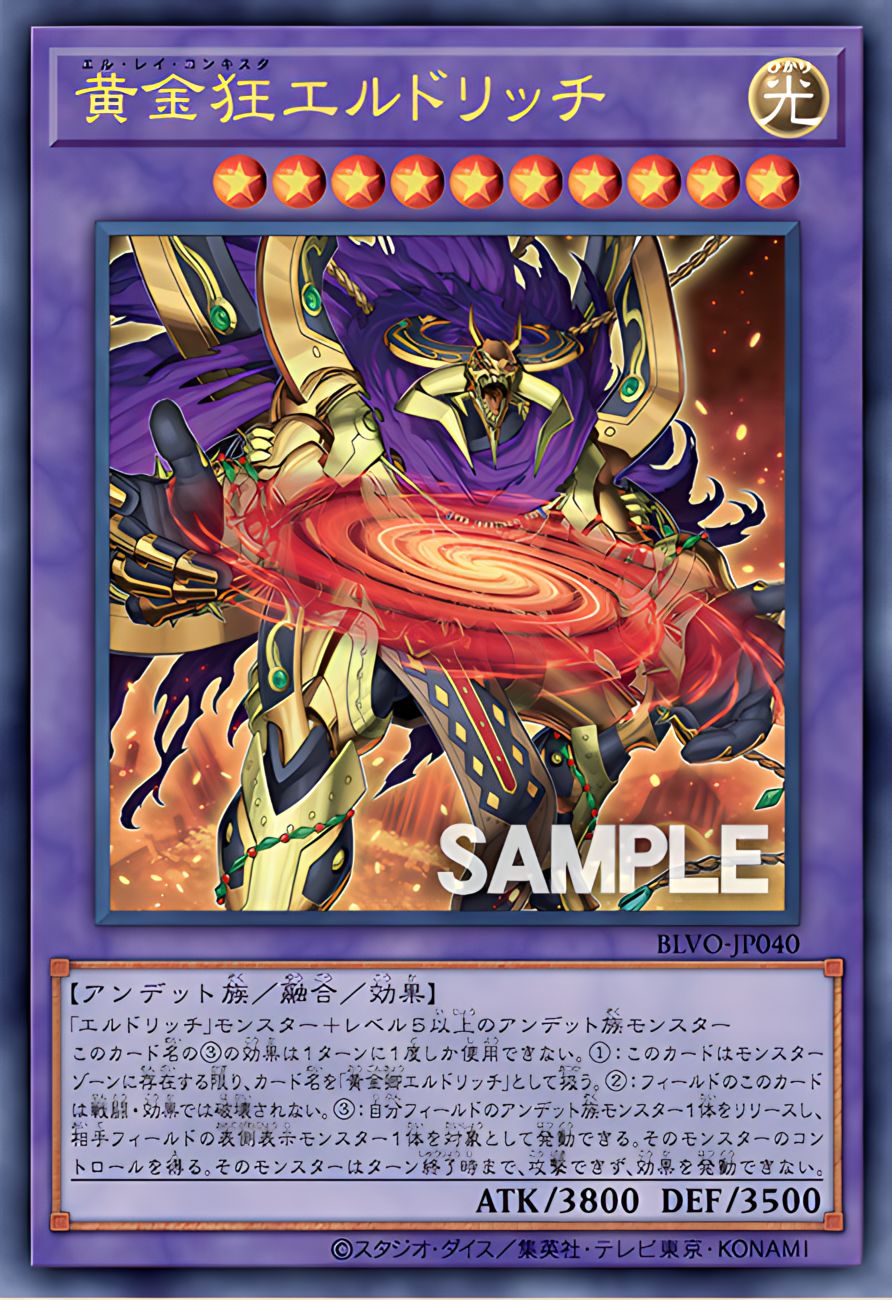 エル・レイ・コンキスタ
黄金狂エルドリッチ
ひかり
光
SAMPLE
BLVO-JP040
【アンデット族／融合／効果】
「エルドリッチ」モンスター＋レベル５以上のアンデット族モンスター
このカード名の③の効果は１ターンに１度しか使用できない。①：このカードはモンスター
ゾーンに存在する限り、カード名を「黄金卿エルドリッチ」として扱う。②：フィールドのこのカード
は戦闘・効果では破壊されない。③：自分フィールドのアンデット族モンスター１体をリリースし、
相手フィールドの表側表示モンスター１体を対象として発動できる。そのモンスターのコン
トロールを得る。そのモンスターはターン終了時まで、攻撃できず、効果を発動できない。
ATK/3800 DEF/3500
©スタジオ・ダイス／集英社・テレビ東京・KONAMI